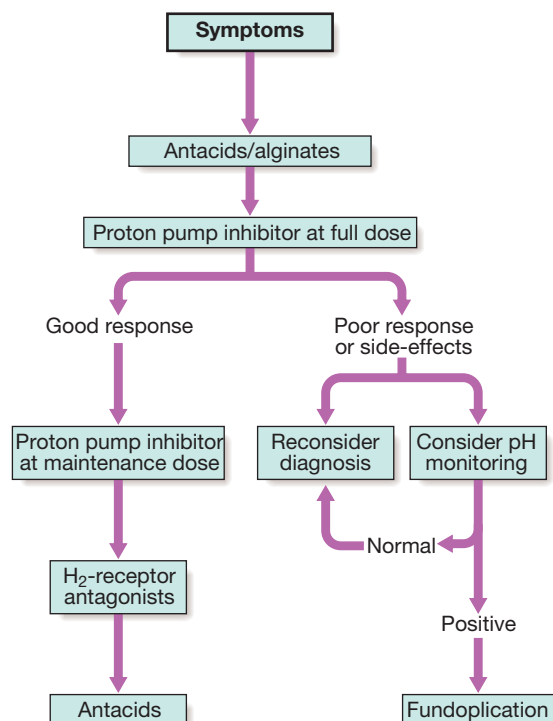 Symptoms
Antacids/alginates
Proton pump inhibitor at full dose
Good response
Poor response
or side-effects
Proton pump inhibitor
at maintenance dose
Reconsider
diagnosis
Consider pH
monitoring
Normal
H₂-receptor
antagonists
Positive
Antacids
Fundoplication